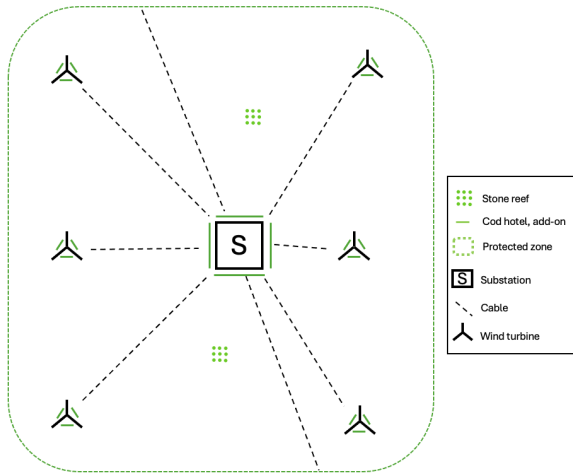 S
Stone reef
Cod hotel, add-on
Protected zone
S Substation
Cable
Wind turbine